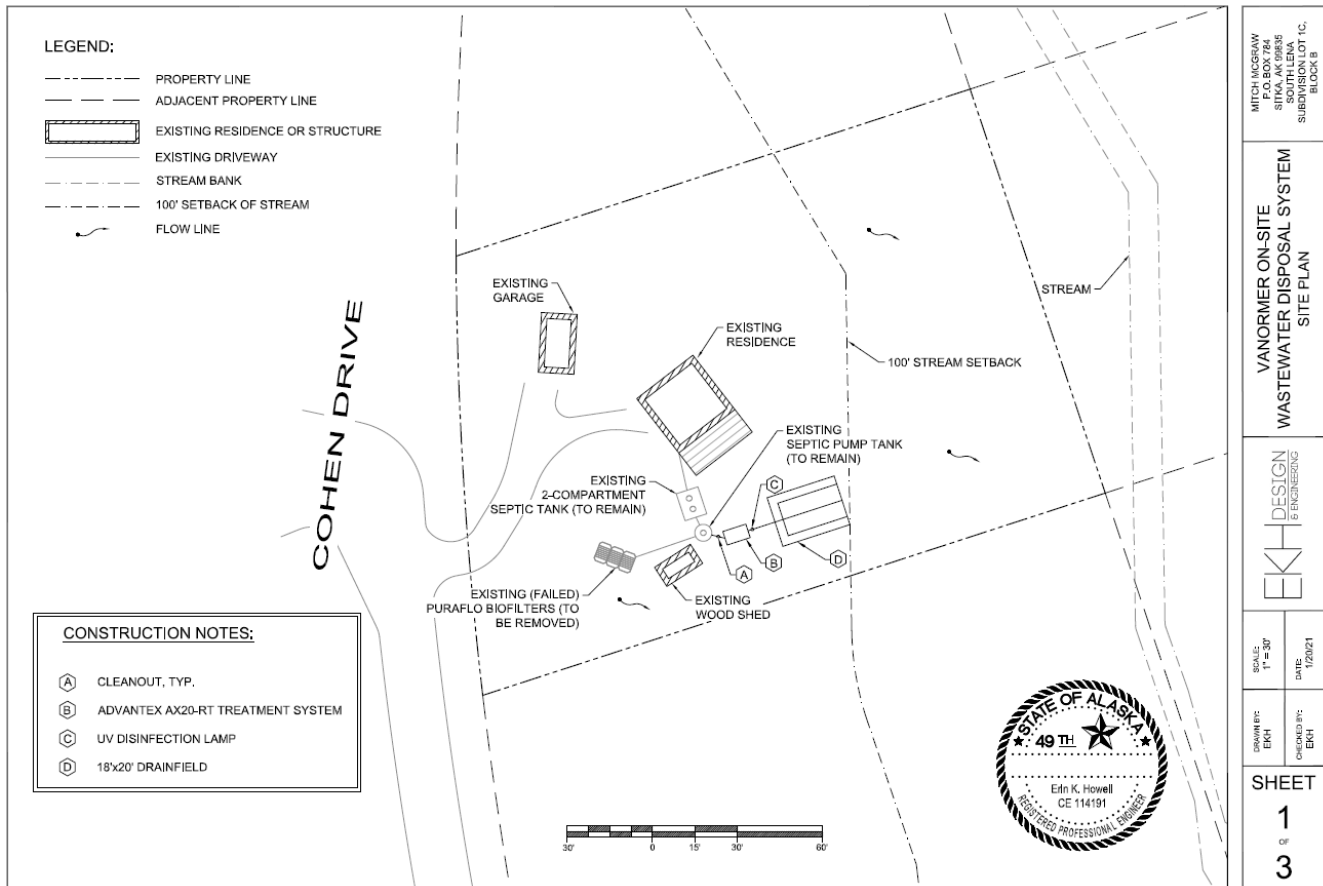 LEGEND:
PROPERTY LINE
ADJACENT PROPERTY LINE
EXISTING RESIDENCE OR STRUCTURE
EXISTING DRIVEWAY
STREAM BANK
100' SETBACK OF STREAM
FLOW LINE
EXISTING
GARAGE
EXISTING
RESIDENCE
STREAM
100' STREAM SETBACK
COHEN DRIVE
EXISTING
SEPTIC PUMP TANK
(TO REMAIN)
EXISTING
2-COMPARTMENT
SEPTIC TANK (TO REMAIN)
C
A
B
D
EXISTING (FAILED)
PURAFLO BIOFILTERS (TO
BE REMOVED)
EXISTING
WOOD SHED
CONSTRUCTION NOTES:
A CLEANOUT, TYP.
B ADVANTEX AX20-RT TREATMENT SYSTEM
C UV DISINFECTION LAMP
D 18'x20' DRAINFIELD
30' 0 15' 30' 60'
STATE OF ALASKA
49 TH
Erin K. Howell
CE 114191
REGISTERED PROFESSIONAL ENGINEER
MITCH MCGRAW
P.O. BOX 784
SITKA, AK 99835
SOUTH LENA
SUBDIVISION LOT 1C,
BLOCK B
VANORMER ON-SITE
WASTEWATER DISPOSAL SYSTEM
SITE PLAN
EKH DESIGN
& ENGINEERING
SCALE:
1" = 30'
DATE:
1/20/21
DRAWN BY:
EKH
CHECKED BY:
EKH
SHEET
1
OF
3